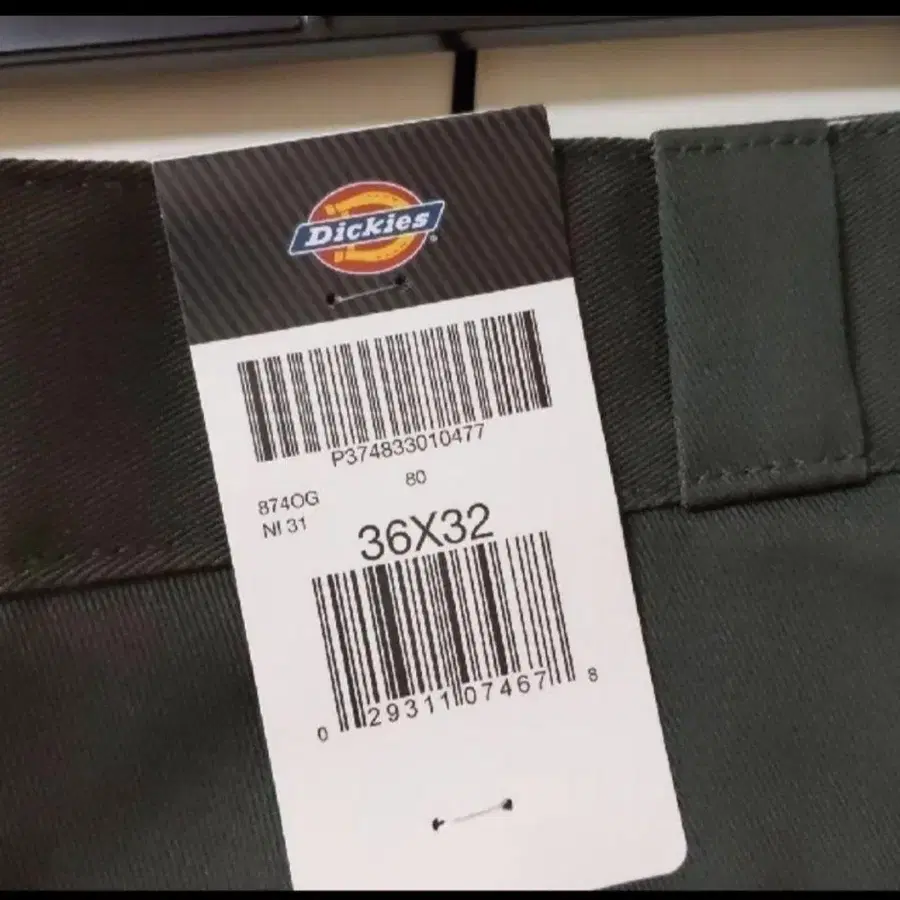 Dickies®
P374833010477
80
874OG
NI 31
36X32
0 29311 07467 8